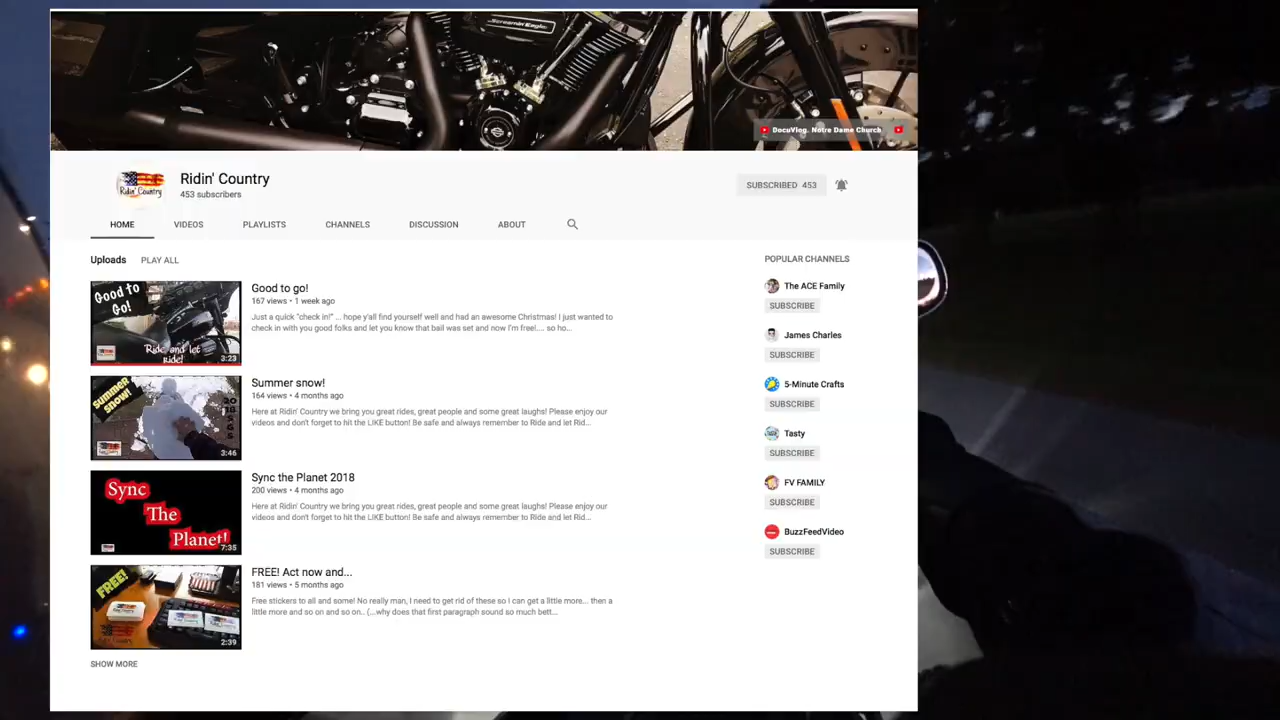 Screamin' Eagle
DocuVlog. Notre Dame Church
Ridin' Country
Ridin' Country
453 subscribers
SUBSCRIBED 453
HOME VIDEOS PLAYLISTS CHANNELS DISCUSSION ABOUT
Uploads PLAY ALL
Good to
Go!
Ride and let
ride!
3:23
Good to go!
167 views • 1 week ago
Just a quick "check in!" ... hope y'all find yourself well and had an awesome Christmas! I just wanted to
check in with you good folks and let you know that bail was set and now I'm free!.... so ho...
SUMMER
SNOW!
2018
SGS
3:46
Summer snow!
164 views • 4 months ago
Here at Ridin' Country we bring you great rides, great people and some great laughs! Please enjoy our
videos and don't forget to hit the LIKE button! Be safe and always remember to Ride and let Rid...
Sync
The
Planet!
7:35
Sync the Planet 2018
200 views • 4 months ago
Here at Ridin' Country we bring you great rides, great people and some great laughs! Please enjoy our
videos and don't forget to hit the LIKE button! Be safe and always remember to Ride and let Rid...
FREE!
2:39
FREE! Act now and...
181 views • 5 months ago
Free stickers to all and some! No really man, I need to get rid of these so I can get a little more... then a
little more and so on and so on.. (...why does that first paragraph sound so much bett...
SHOW MORE
POPULAR CHANNELS
The ACE Family
SUBSCRIBE
James Charles
SUBSCRIBE
5-Minute Crafts
SUBSCRIBE
Tasty
SUBSCRIBE
FV FAMILY
SUBSCRIBE
BuzzFeedVideo
SUBSCRIBE